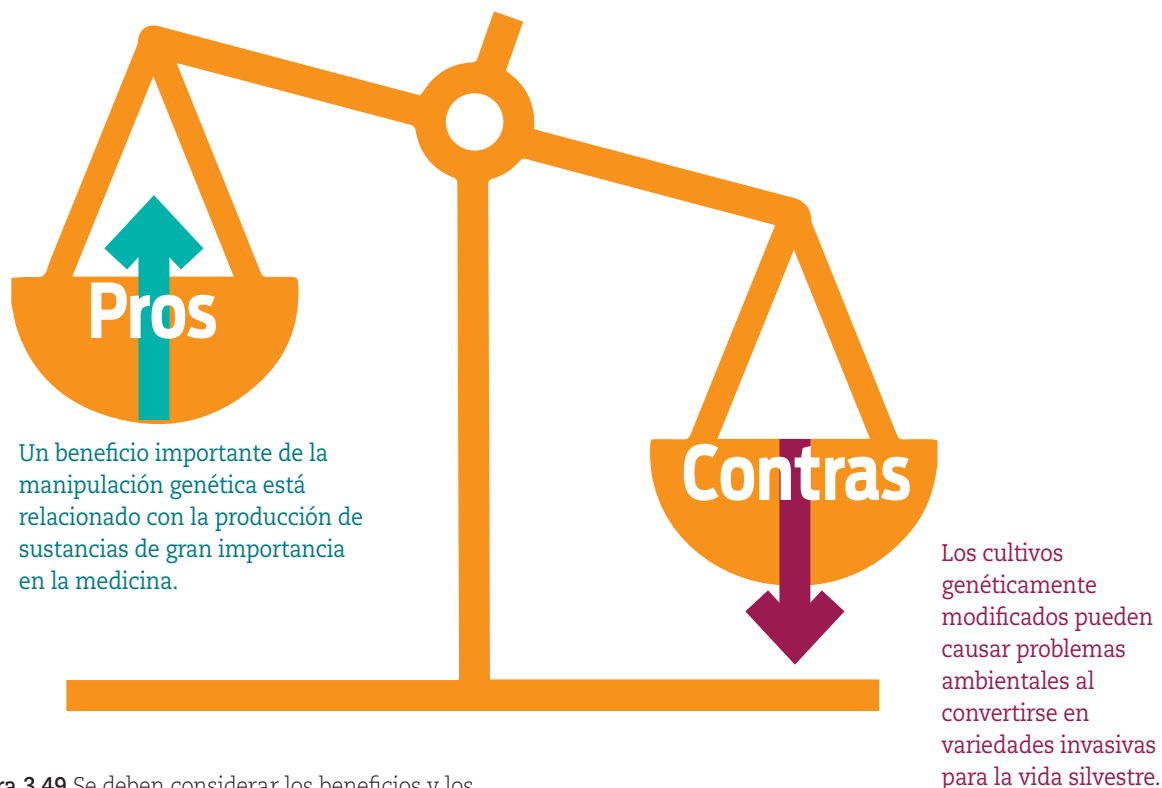 Pros
Un beneficio importante de la
manipulación genética está
relacionado con la producción de
sustancias de gran importancia
en la medicina.
Contras
Los cultivos
genéticamente
modificados pueden
causar problemas
ambientales al
convertirse en
variedades invasivas
para la vida silvestre.
3.49 Se deben considerar los beneficios y los